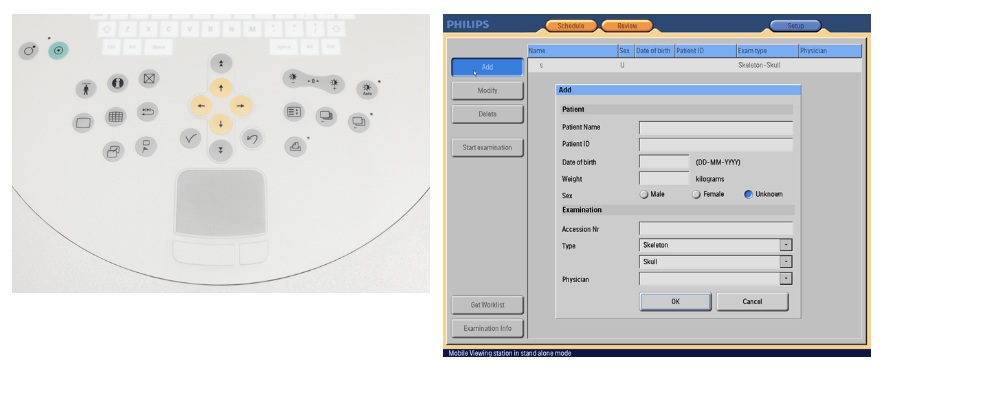 Z X C V B N M
PHILIPS
Schedule Review Setup
Name Sex Date of birth Patient ID Exam type Physician
s U Skeleton-Skull
Add
Modify
Delete
Start examination
Get Worklist
Examination Info
Add
Patient
Patient Name
Patient ID
Date of birth (DD-MM-YYYY)
Weight kilograms
Sex Male Female Unknown
Examination
Accession Nr
Type Skeleton
Skull
Physician
OK Cancel
Mobile Viewing station in stand alone mode